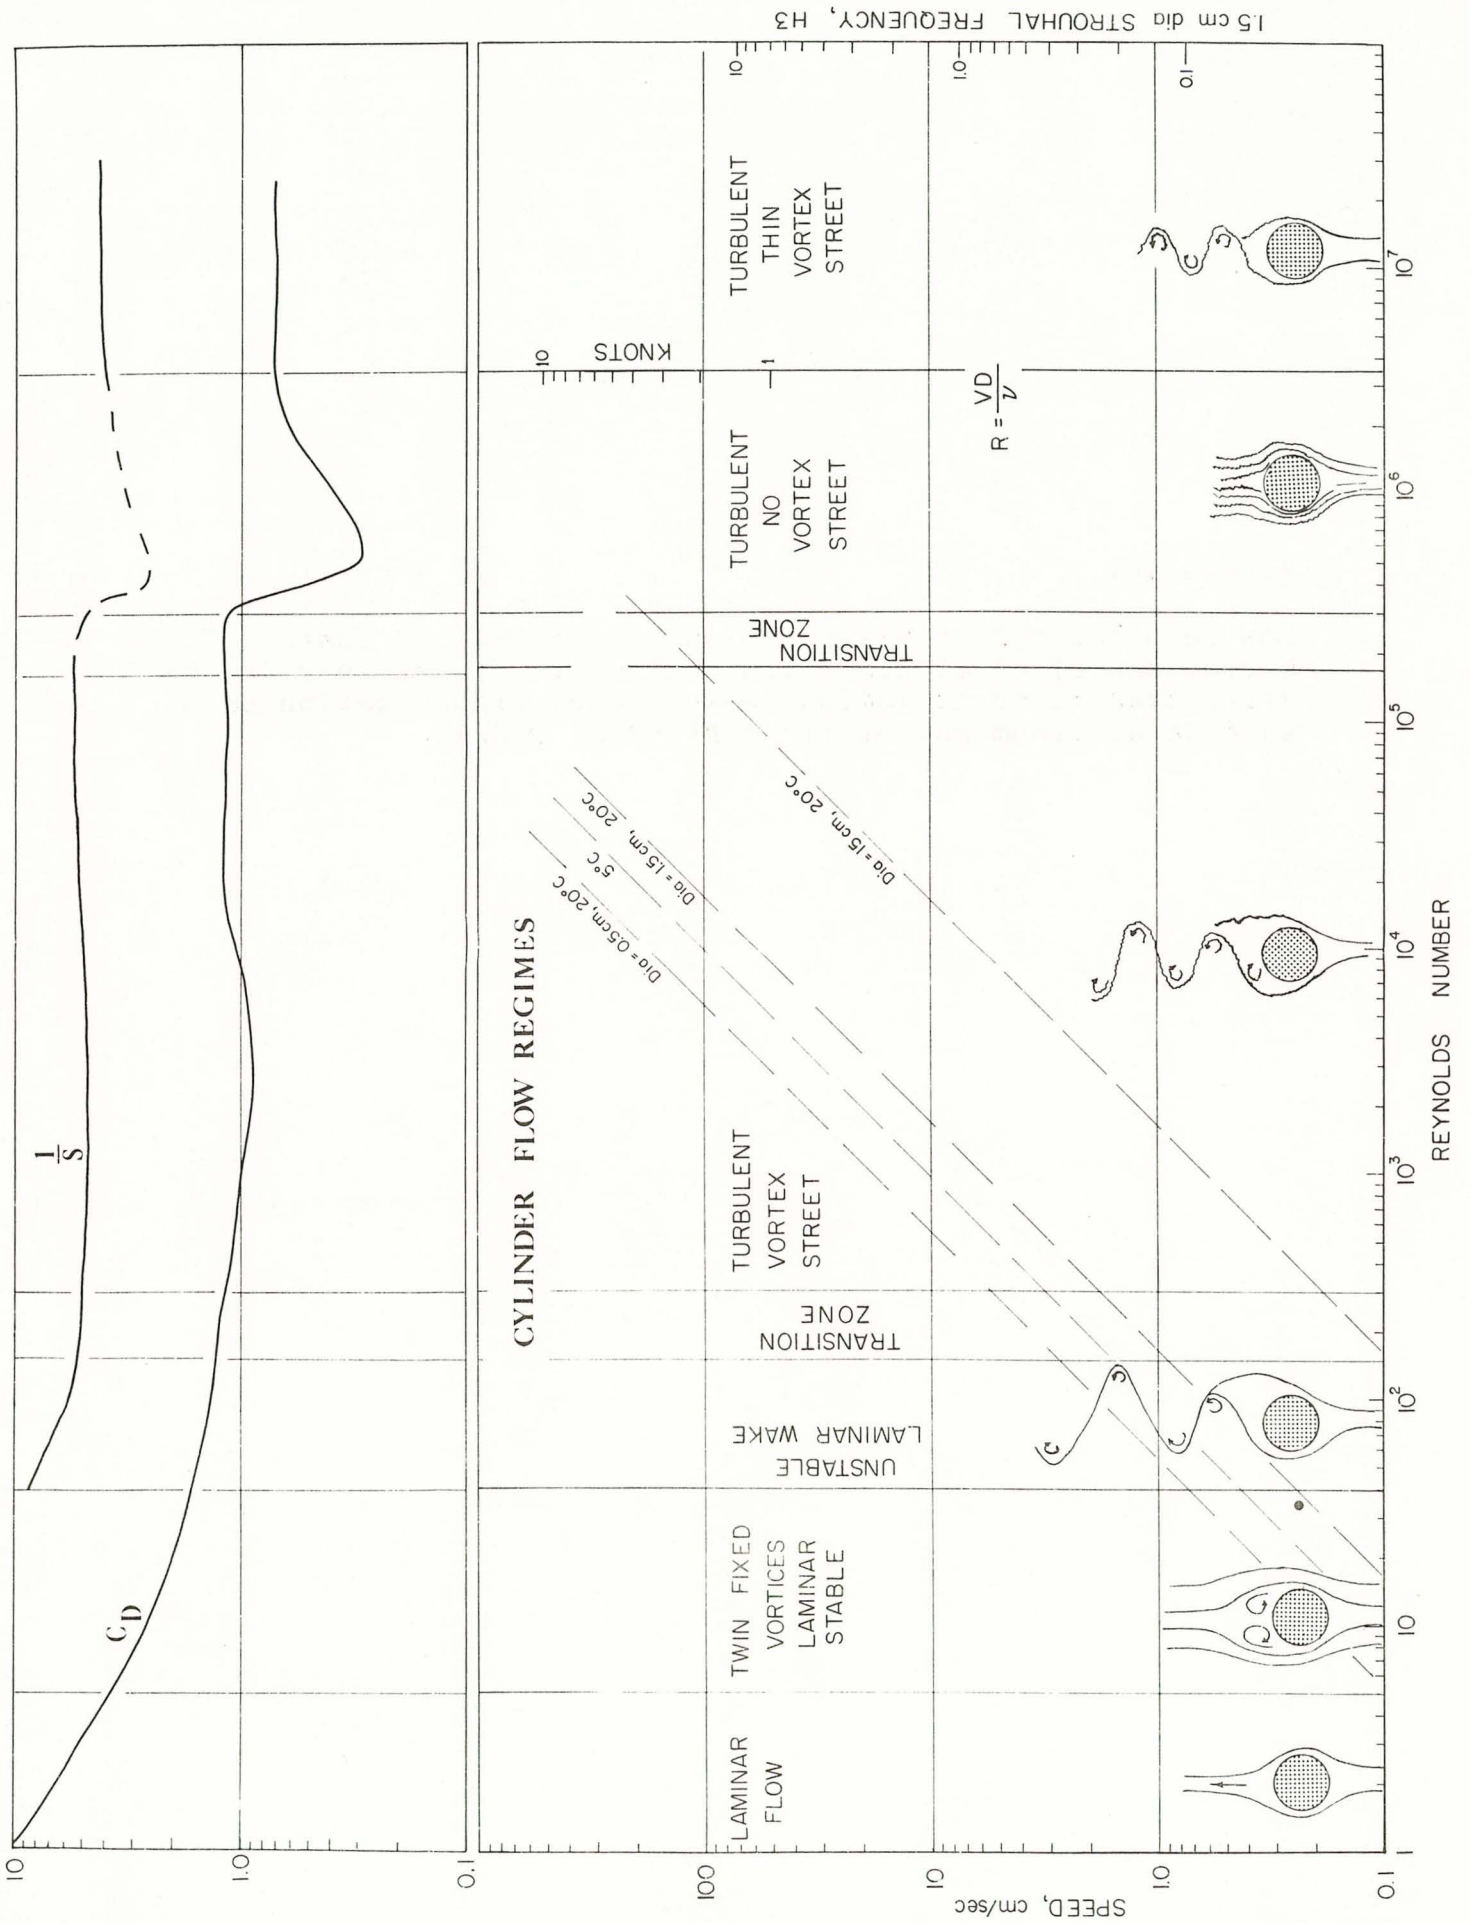 10
1.0
0.1
1
S
C D
CYLINDER FLOW REGIMES
LAMINAR
FLOW
TWIN FIXED
VORTICES
LAMINAR
STABLE
UNSTABLE
LAMINAR WAKE
TRANSITION
ZONE
TURBULENT
VORTEX
STREET
TRANSITION
ZONE
TURBULENT
NO
VORTEX
STREET
TURBULENT
THIN
VORTEX
STREET
Dia = 0.5cm, 20°C
5°C
Dia = 1.5cm, 20°C
Dia = 15 cm, 20°C
10
KNOTS
1
R = VD
ν
SPEED, cm/sec
100
10
1.0
0.1
1.5 cm dia STROUHAL FREQUENCY, H3
10
1.0
0.1
1
10
10²
10³
10⁴
10⁵
10⁶
10⁷
REYNOLDS NUMBER